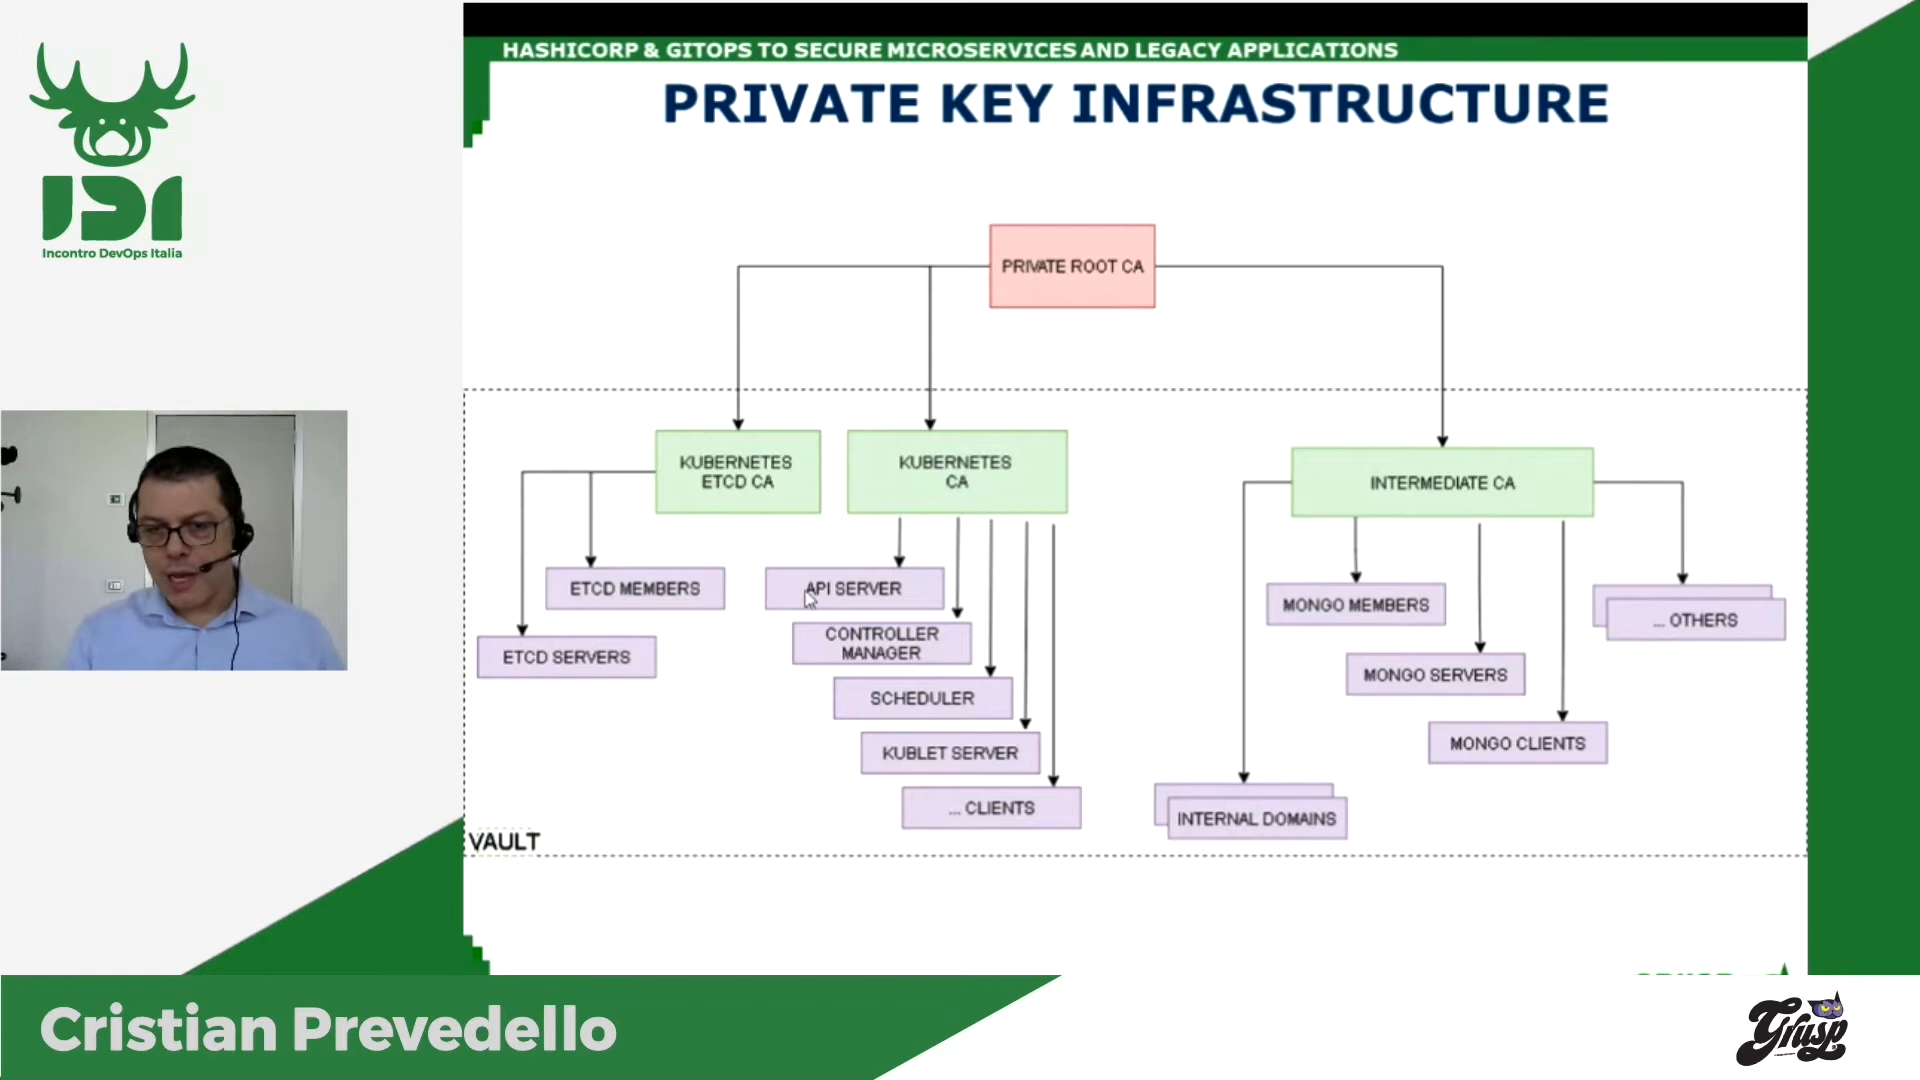 HASHICORP & GITOPS TO SECURE MICROSERVICES AND LEGACY APPLICATIONS
PRIVATE KEY INFRASTRUCTURE
IDI
Incontro DevOps Italia
PRIVATE ROOT CA
KUBERNETES
ETCD CA
KUBERNETES
CA
INTERMEDIATE CA
ETCD MEMBERS
ETCD SERVERS
API SERVER
CONTROLLER
MANAGER
SCHEDULER
KUBLET SERVER
... CLIENTS
MONGO MEMBERS
MONGO SERVERS
MONGO CLIENTS
... OTHERS
INTERNAL DOMAINS
VAULT
Cristian Prevedello
Grusp